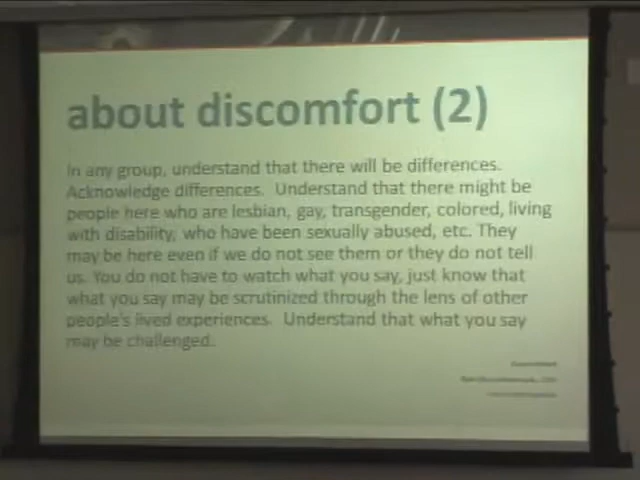 about discomfort (2)
In any group, understand that there will be differences.
Acknowledge differences. Understand that there might be
people here who are lesbian, gay, transgender, colored, living
with disability, who have been sexually abused, etc. They
may be here even if we do not see them or they do not tell
us. You do not have to watch what you say, just know that
what you say may be scrutinized through the lens of other
people's lived experiences. Understand that what you say
may be challenged.